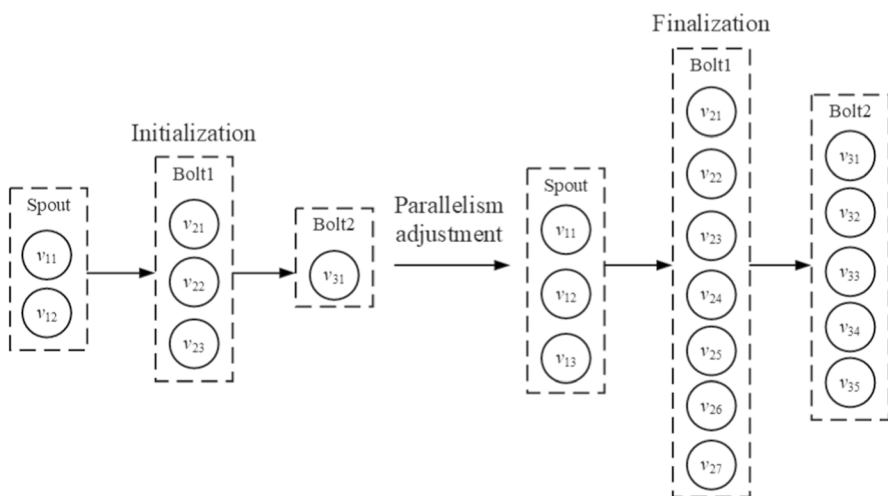 Initialization
Spout
v11
v12
Bolt1
v21
v22
v23
Bolt2
v31
Parallelism
adjustment
Finalization
Spout
v11
v12
v13
Bolt1
v21
v22
v23
v24
v25
v26
v27
Bolt2
v31
v32
v33
v34
v35